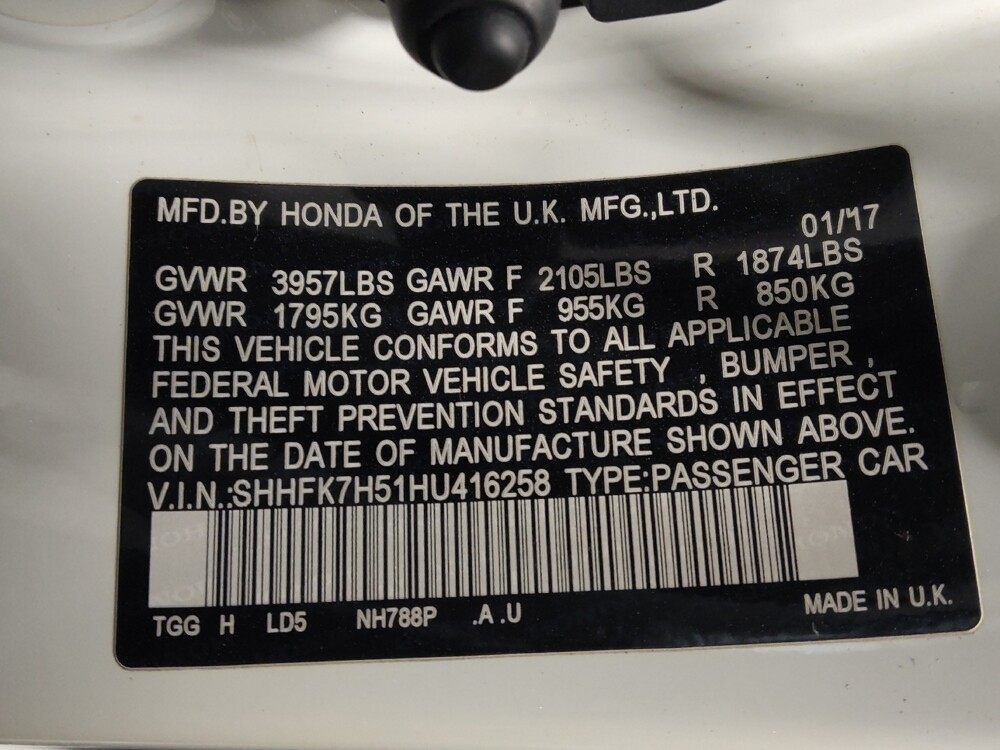 MFD.BY HONDA OF THE U.K. MFG.,LTD.
01/17
GVWR 3957LBS GAWR F 2105LBS R 1874LBS
GVWR 1795KG GAWR F 955KG R 850KG
THIS VEHICLE CONFORMS TO ALL APPLICABLE
FEDERAL MOTOR VEHICLE SAFETY , BUMPER ,
AND THEFT PREVENTION STANDARDS IN EFFECT
ON THE DATE OF MANUFACTURE SHOWN ABOVE.
V.I.N.:SHHFK7H51HU416258 TYPE:PASSENGER CAR
TGG H LD5 NH788P .A .U MADE IN U.K.